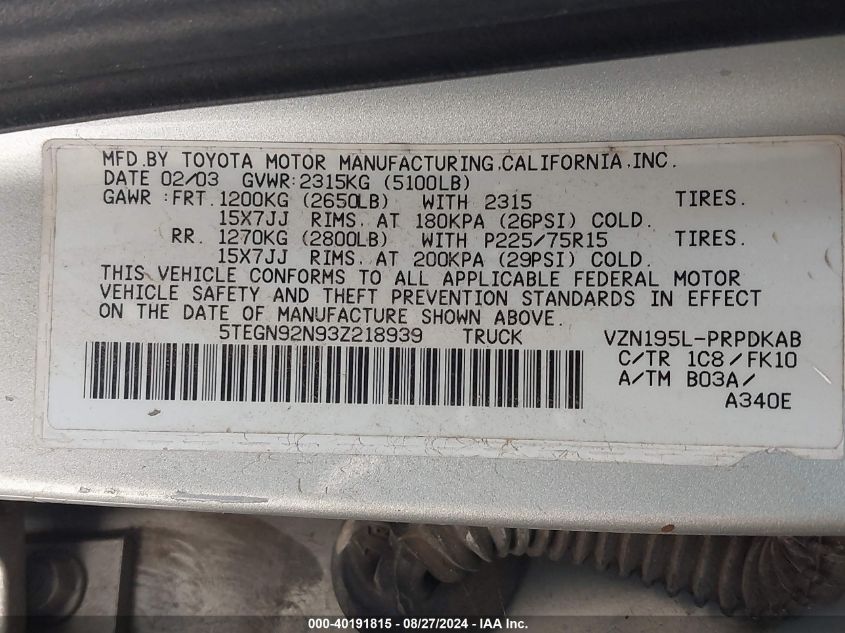 MFD.BY TOYOTA MOTOR MANUFACTURING,CALIFORNIA,INC.
DATE 02/03 GVWR:2315KG (5100LB)
GAWR :FRT. 1200KG (2650LB) WITH 2315 TIRES.
15X7JJ RIMS. AT 180KPA (26PSI) COLD.
RR. 1270KG (2800LB) WITH P225/75R15 TIRES.
15X7JJ RIMS. AT 200KPA (29PSI) COLD.
THIS VEHICLE CONFORMS TO ALL APPLICABLE FEDERAL MOTOR
VEHICLE SAFETY AND THEFT PREVENTION STANDARDS IN EFFECT
ON THE DATE OF MANUFACTURE SHOWN ABOVE.
5TEGN92N93Z218939 TRUCK VZN195L-PRPDKAB
C/TR 1C8/FK10
A/TM B03A/
A340E
000-40191815 - 08/27/2024 - IAAI.com